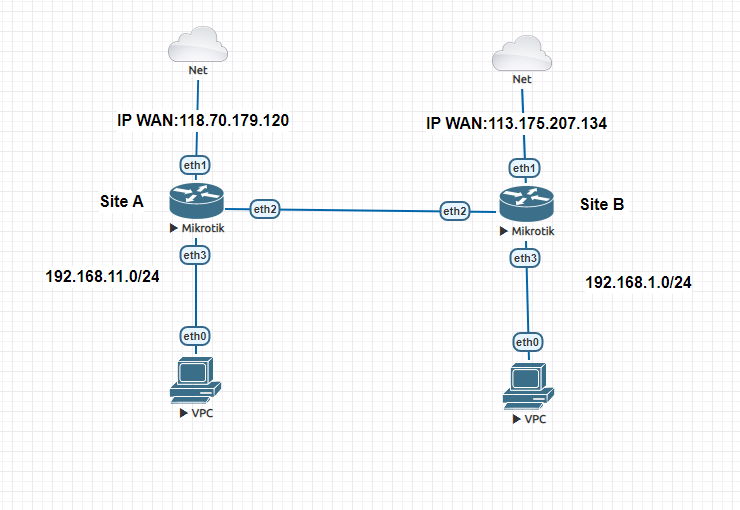 Net
Net
IP WAN:118.70.179.120
IP WAN:113.175.207.134
eth1
eth1
Site A
eth2
eth2
Site B
Mikrotik
Mikrotik
eth3
eth3
192.168.11.0/24
192.168.1.0/24
eth0
eth0
VPC
VPC